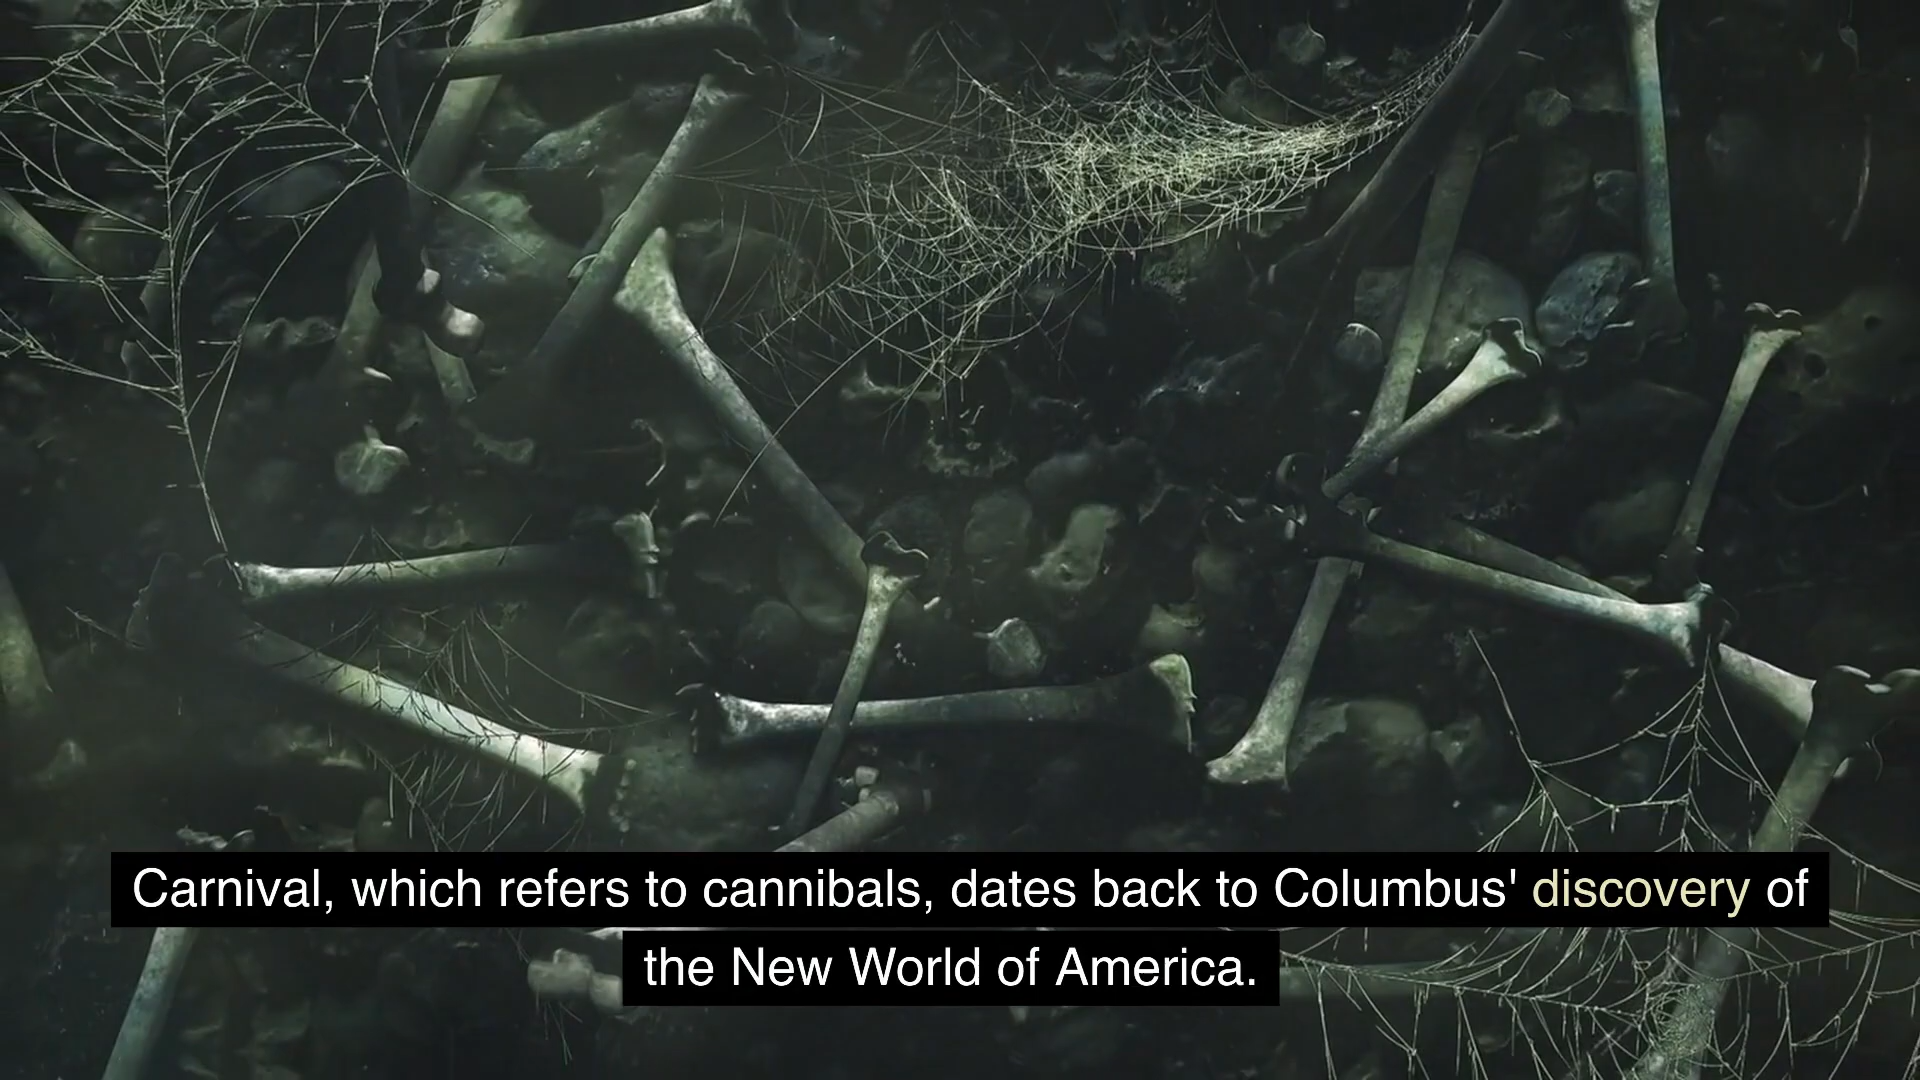 Carnival, which refers to cannibals, dates back to Columbus' discovery of
the New World of America.